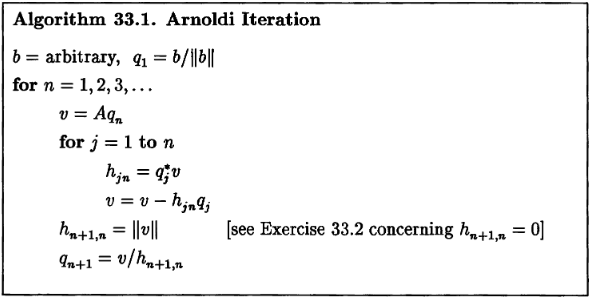 Algorithm 33.1. Arnoldi Iteration
b = arbitrary, q₁ = b/‖b‖
for n = 1, 2, 3, ...
v = Aqₙ
for j = 1 to n
hⱼₙ = qⱼ*v
v = v − hⱼₙqⱼ
hₙ₊₁,ₙ = ‖v‖ [see Exercise 33.2 concerning hₙ₊₁,ₙ = 0]
qₙ₊₁ = v/hₙ₊₁,ₙ